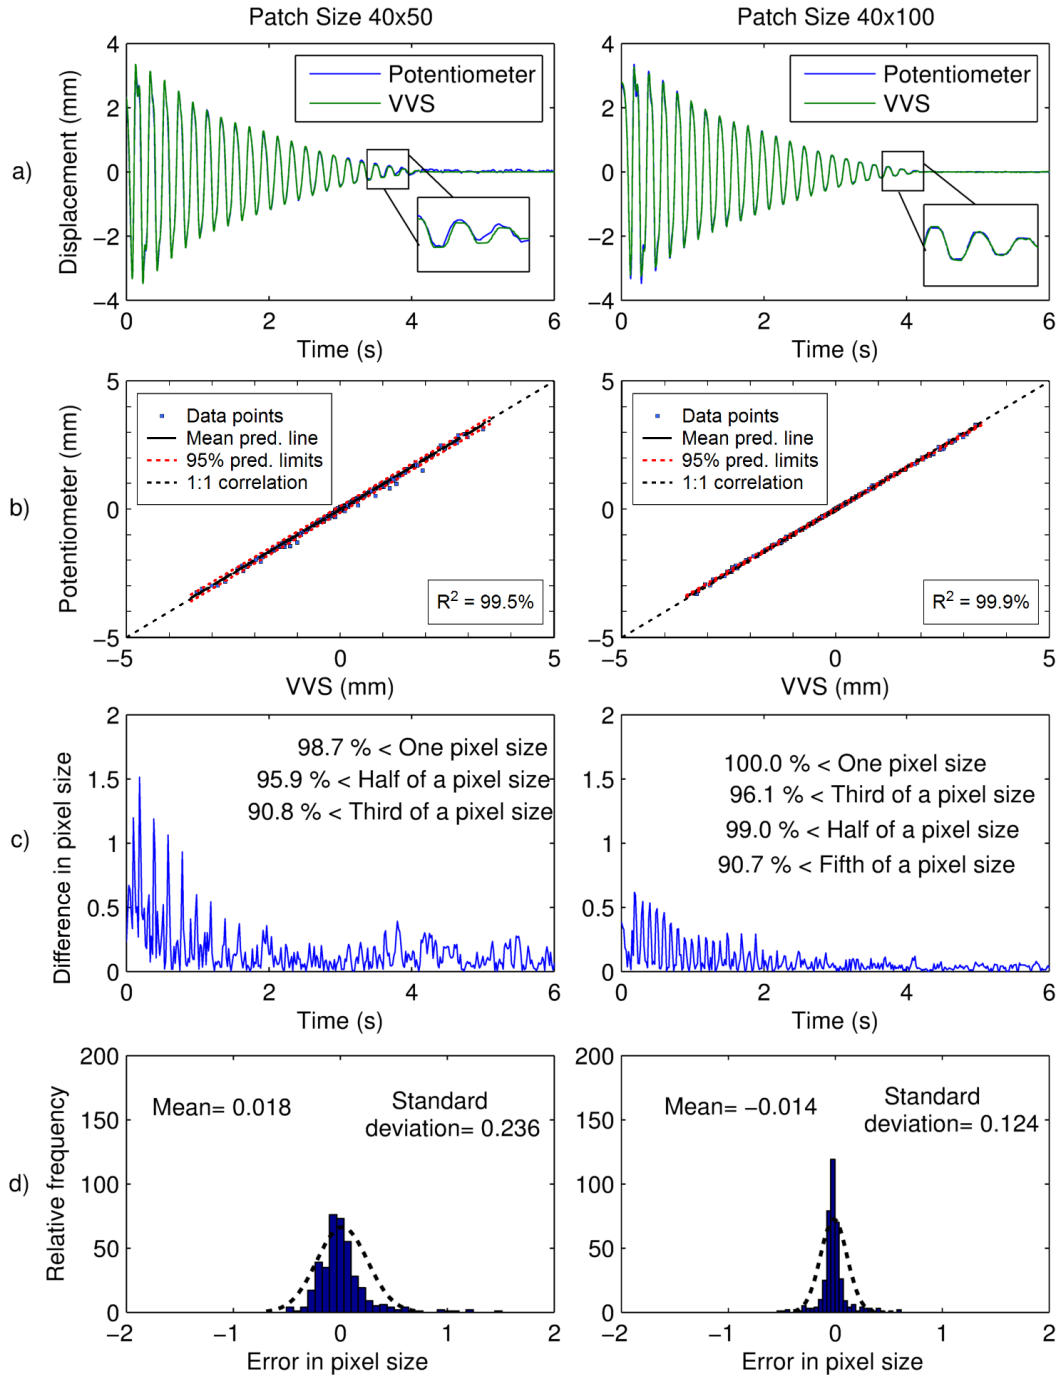 Patch Size 40x50
Patch Size 40x100
a)
Displacement (mm)
4
2
0
−2
−4
Potentiometer
VVS
0
2
4
6
Time (s)
4
2
0
−2
−4
Potentiometer
VVS
0
2
4
6
Time (s)
b)
Potentiometer (mm)
5
0
−5
Data points
Mean pred. line
95% pred. limits
1:1 correlation
R² = 99.5%
−5
0
5
VVS (mm)
5
0
−5
Data points
Mean pred. line
95% pred. limits
1:1 correlation
R² = 99.9%
−5
0
5
VVS (mm)
c)
Difference in pixel size
2
1.5
1
0.5
0
98.7 % < One pixel size
95.9 % < Half of a pixel size
90.8 % < Third of a pixel size
0
2
4
6
Time (s)
2
1.5
1
0.5
0
100.0 % < One pixel size
96.1 % < Third of a pixel size
99.0 % < Half of a pixel size
90.7 % < Fifth of a pixel size
0
2
4
6
Time (s)
d)
Relative frequency
200
150
100
50
0
Mean= 0.018
Standard
deviation= 0.236
−2
−1
0
1
2
Error in pixel size
200
150
100
50
0
Mean= −0.014
Standard
deviation= 0.124
−2
−1
0
1
2
Error in pixel size